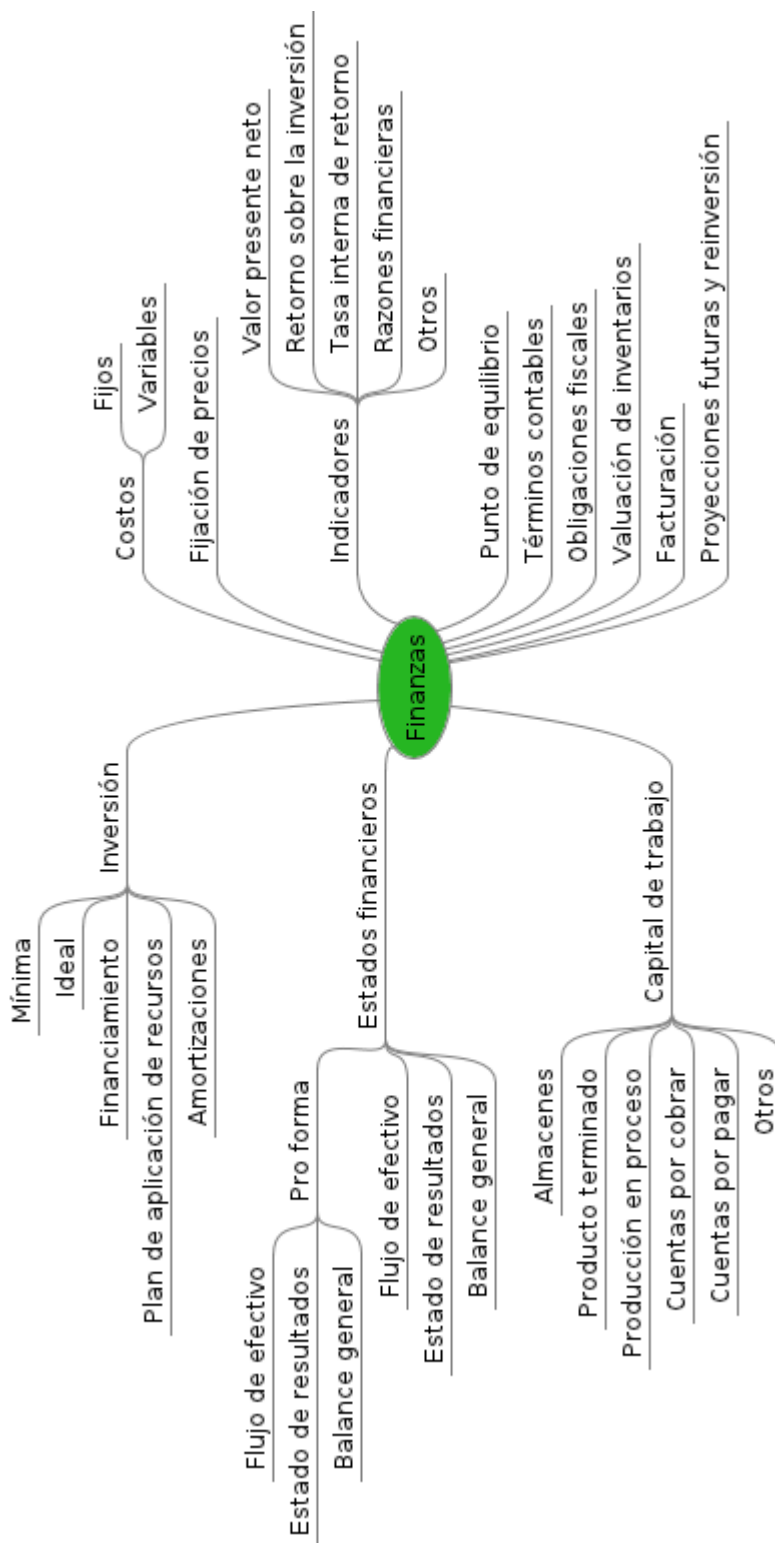 Finanzas
Inversión
Mínima
Ideal
Financiamiento
Plan de aplicación de recursos
Amortizaciones
Estados financieros
Pro forma
Flujo de efectivo
Estado de resultados
Balance general
Flujo de efectivo
Estado de resultados
Balance general
Capital de trabajo
Almacenes
Producto terminado
Producción en proceso
Cuentas por cobrar
Cuentas por pagar
Otros
Costos
Fijos
Variables
Fijación de precios
Indicadores
Valor presente neto
Retorno sobre la inversión
Tasa interna de retorno
Razones financieras
Otros
Punto de equilibrio
Términos contables
Obligaciones fiscales
Valuación de inventarios
Facturación
Proyecciones futuras y reinversión